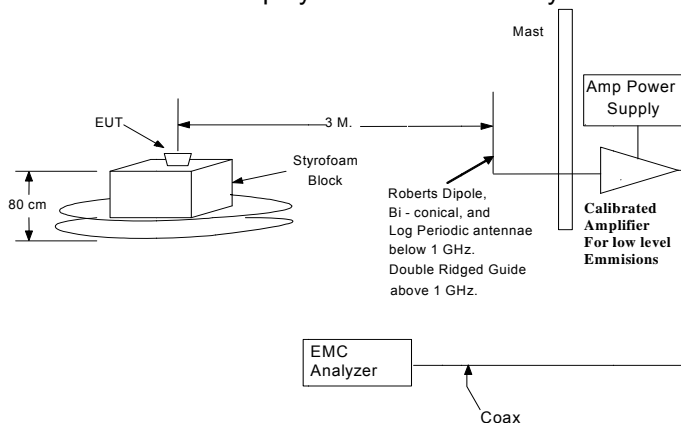 Mast
Amp Power
Supply
EUT
3 M.
Styrofoam
Block
80 cm
Roberts Dipole,
Bi - conical, and
Log Periodic antennae
below 1 GHz.
Double Ridged Guide
above 1 GHz.
Calibrated
Amplifier
For low level
Emmisions
EMC
Analyzer
Coax